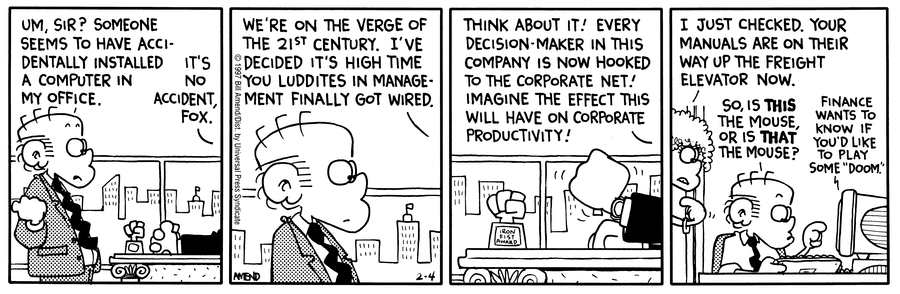 UM, SIR? SOMEONE
SEEMS TO HAVE ACCI-
DENTALLY INSTALLED
A COMPUTER IN
MY OFFICE.
IT'S
NO
ACCIDENT,
FOX.
WE'RE ON THE VERGE OF
THE 21ST CENTURY. I'VE
DECIDED IT'S HIGH TIME
YOU LUDDITES IN MANAGE-
MENT FINALLY GOT WIRED.
© 1997 Bill Amend/Dist. by Universal Press Syndicate
AMEND
2-4
THINK ABOUT IT! EVERY
DECISION-MAKER IN THIS
COMPANY IS NOW HOOKED
TO THE CORPORATE NET!
IMAGINE THE EFFECT THIS
WILL HAVE ON CORPORATE
PRODUCTIVITY!
IRON
FIST
AWARD
I JUST CHECKED. YOUR
MANUALS ARE ON THEIR
WAY UP THE FREIGHT
ELEVATOR NOW.
SO, IS THIS
THE MOUSE,
OR IS THAT
THE MOUSE?
FINANCE
WANTS TO
KNOW IF
YOU'D LIKE
TO PLAY
SOME "DOOM."